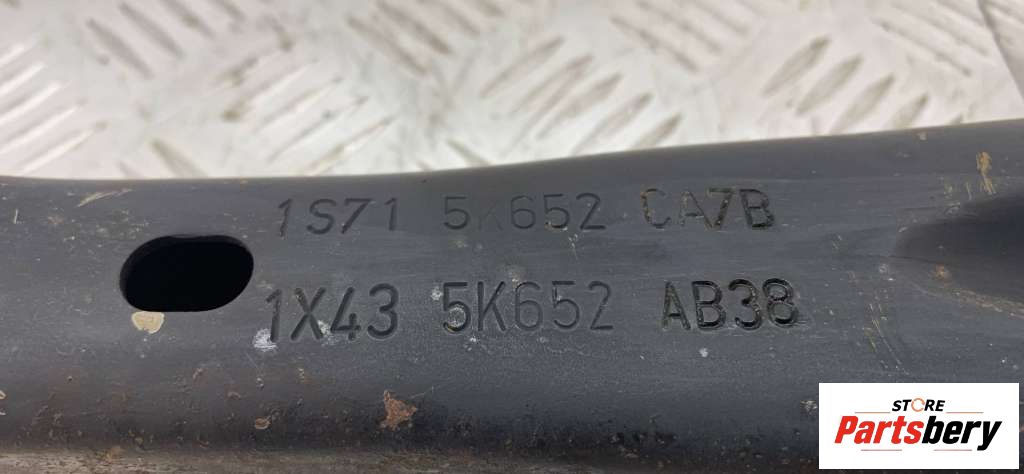 1S71 5K652 CA7B
1X43 5K652 AB38
STORE
Partsbery